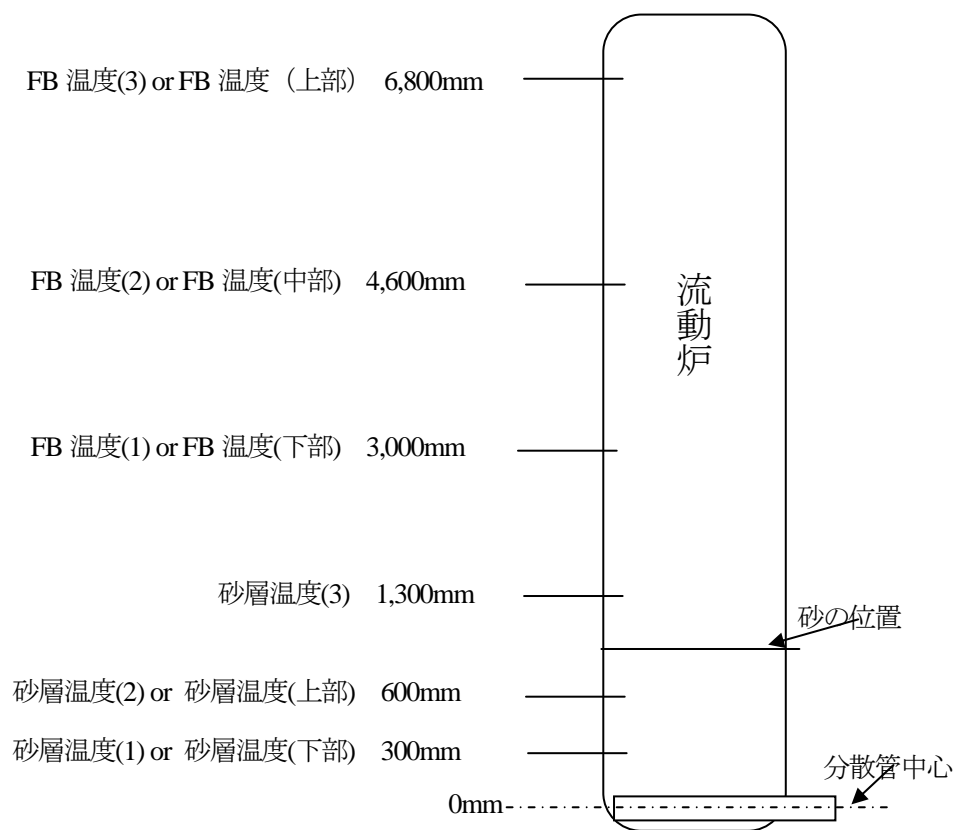 FB 温度(3) or FB 温度（上部） 6,800mm
FB 温度(2) or FB 温度(中部) 4,600mm
流動炉
FB 温度(1) or FB 温度(下部) 3,000mm
砂層温度(3) 1,300mm
砂の位置
砂層温度(2) or 砂層温度(上部) 600mm
砂層温度(1) or 砂層温度(下部) 300mm
分散管中心
0mm